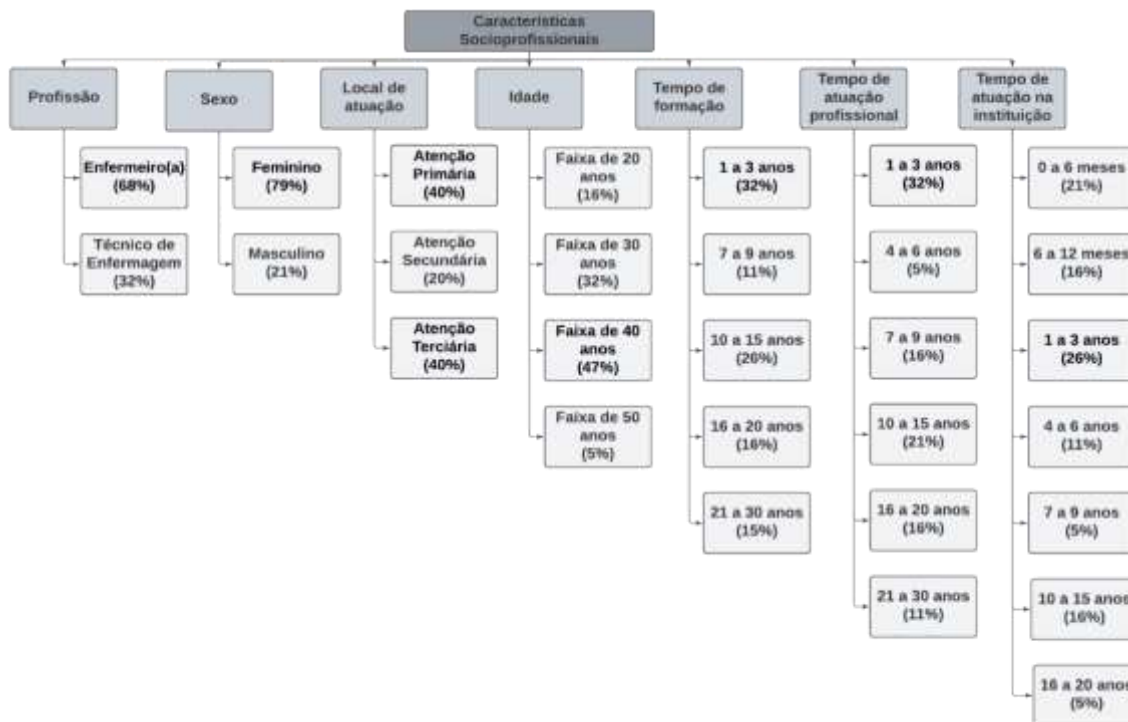 Características
Socioprofissionais
Profissão
Enfermeiro(a)
(68%)
Técnico de
Enfermagem
(32%)
Sexo
Feminino
(79%)
Masculino
(21%)
Local de
atuação
Atenção
Primária
(40%)
Atenção
Secundária
(20%)
Atenção
Terciária
(40%)
Idade
Faixa de 20
anos
(16%)
Faixa de 30
anos
(32%)
Faixa de 40
anos
(47%)
Faixa de 50
anos
(5%)
Tempo de
formação
1 a 3 anos
(32%)
7 a 9 anos
(11%)
10 a 15 anos
(26%)
16 a 20 anos
(16%)
21 a 30 anos
(15%)
Tempo de
atuação
profissional
1 a 3 anos
(32%)
4 a 6 anos
(5%)
7 a 9 anos
(16%)
10 a 15 anos
(21%)
16 a 20 anos
(16%)
21 a 30 anos
(11%)
Tempo de
atuação na
instituição
0 a 6 meses
(21%)
6 a 12 meses
(16%)
1 a 3 anos
(26%)
4 a 6 anos
(11%)
7 a 9 anos
(5%)
10 a 15 anos
(16%)
16 a 20 anos
(5%)